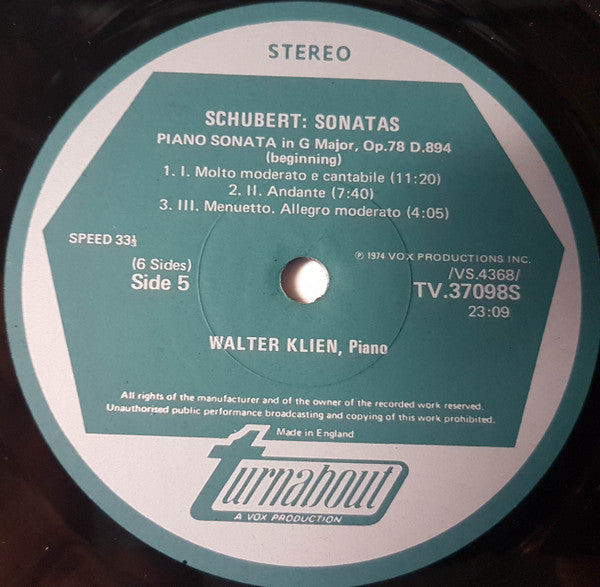 STEREO
SCHUBERT: SONATAS
PIANO SONATA in G Major, Op.78 D.894
(beginning)
1. I. Molto moderato e cantabile (11:20)
2. II. Andante (7:40)
3. III. Menuetto. Allegro moderato (4:05)
SPEED 33⅓
℗ 1974 VOX PRODUCTIONS INC.
(6 Sides)
/VS.4368/
Side 5
TV.37098S
23:09
WALTER KLIEN, Piano
All rights of the manufacturer and of the owner of the recorded work reserved.
Unauthorised public performance broadcasting and copying of this work prohibited.
Made in England
turnabout
A VOX PRODUCTION